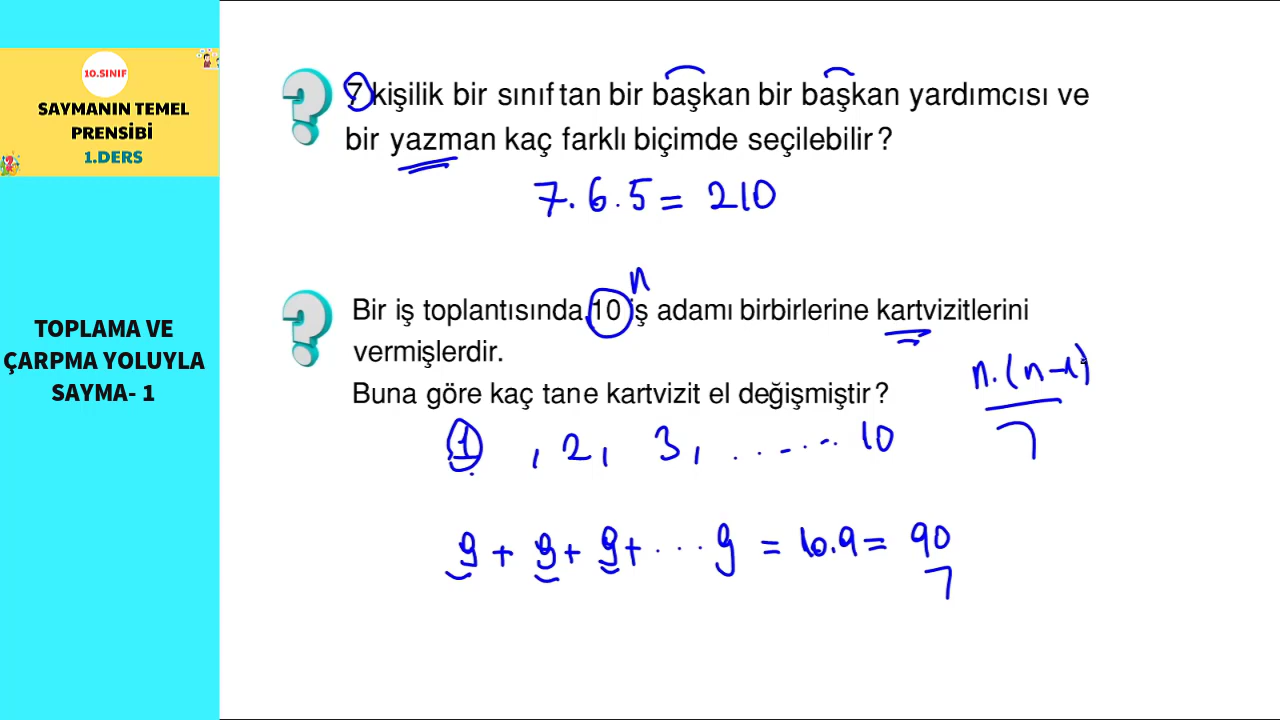 10.SINIF
SAYMANIN TEMEL
PRENSİBİ
1.DERS
TOPLAMA VE
ÇARPMA YOLUYLA
SAYMA- 1
7 kişilik bir sınıftan bir başkan bir başkan yardımcısı ve
bir yazman kaç farklı biçimde seçilebilir?
7.6.5 = 210
n
Bir iş toplantısında,10 iş adamı birbirlerine kartvizitlerini
vermişlerdir.
n.(n-1)
Buna göre kaç tane kartvizit el değişmiştir?
1 , 2, 3, ....... 10
9 + 9 + 9 + ... 9 = 10.9 = 90